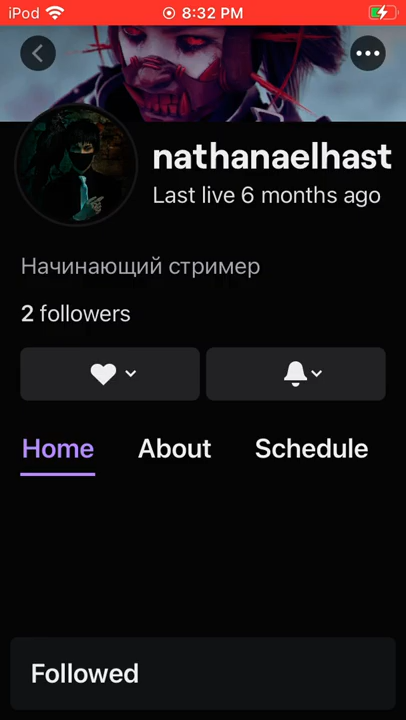 iPod 8:32 PM
nathanaelhast
Last live 6 months ago
Начинающий стример
2 followers
Home About Schedule
Followed